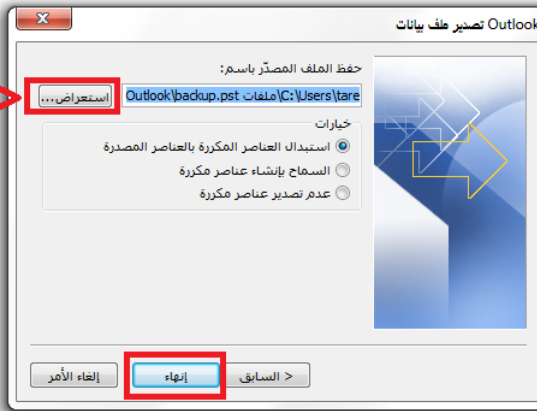 تصدير ملف بيانات Outlook
حفظ الملف المصدّر باسم:
C:\Users\tare\ملفات Outlook\backup.pst
استعراض...
خيارات
استبدال العناصر المكررة بالعناصر المصدرة
السماح بإنشاء عناصر مكررة
عدم تصدير عناصر مكررة
< السابق
إنهاء
إلغاء الأمر